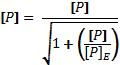 [P] = [P] / √(1 + ([P] / [P]_E))